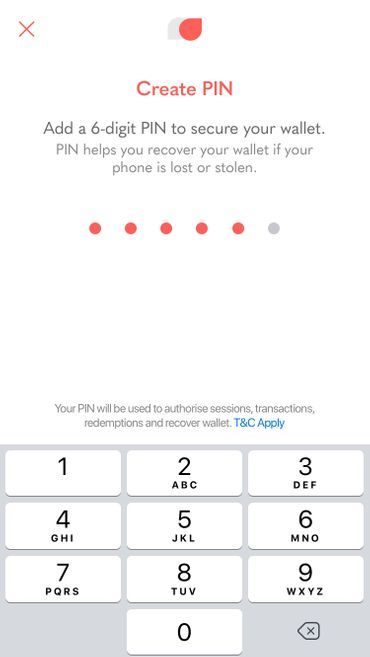 Create PIN
Add a 6-digit PIN to secure your wallet.
PIN helps you recover your wallet if your
phone is lost or stolen.
Your PIN will be used to authorise sessions, transactions,
redemptions and recover wallet. T&C Apply
1 2 3
ABC DEF
4 5 6
GHI JKL MNO
7 8 9
PQRS TUV WXYZ
0